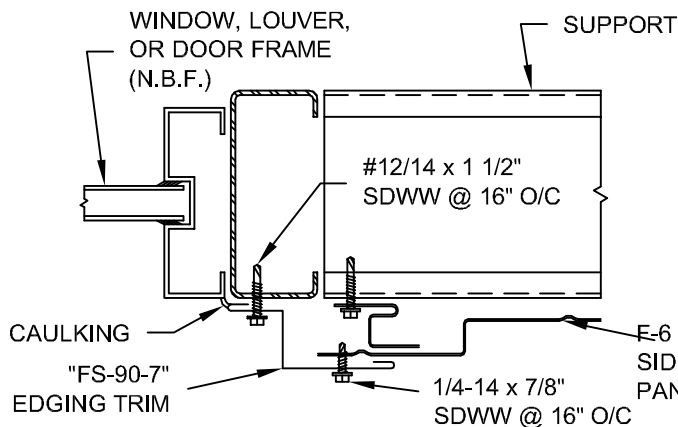 WINDOW, LOUVER,
OR DOOR FRAME
(N.B.F.)
SUPPORT
#12/14 x 1 1/2"
SDWW @ 16" O/C
CAULKING
"FS-90-7"
EDGING TRIM
1/4-14 x 7/8"
SDWW @ 16" O/C
F-6
SID
PAN